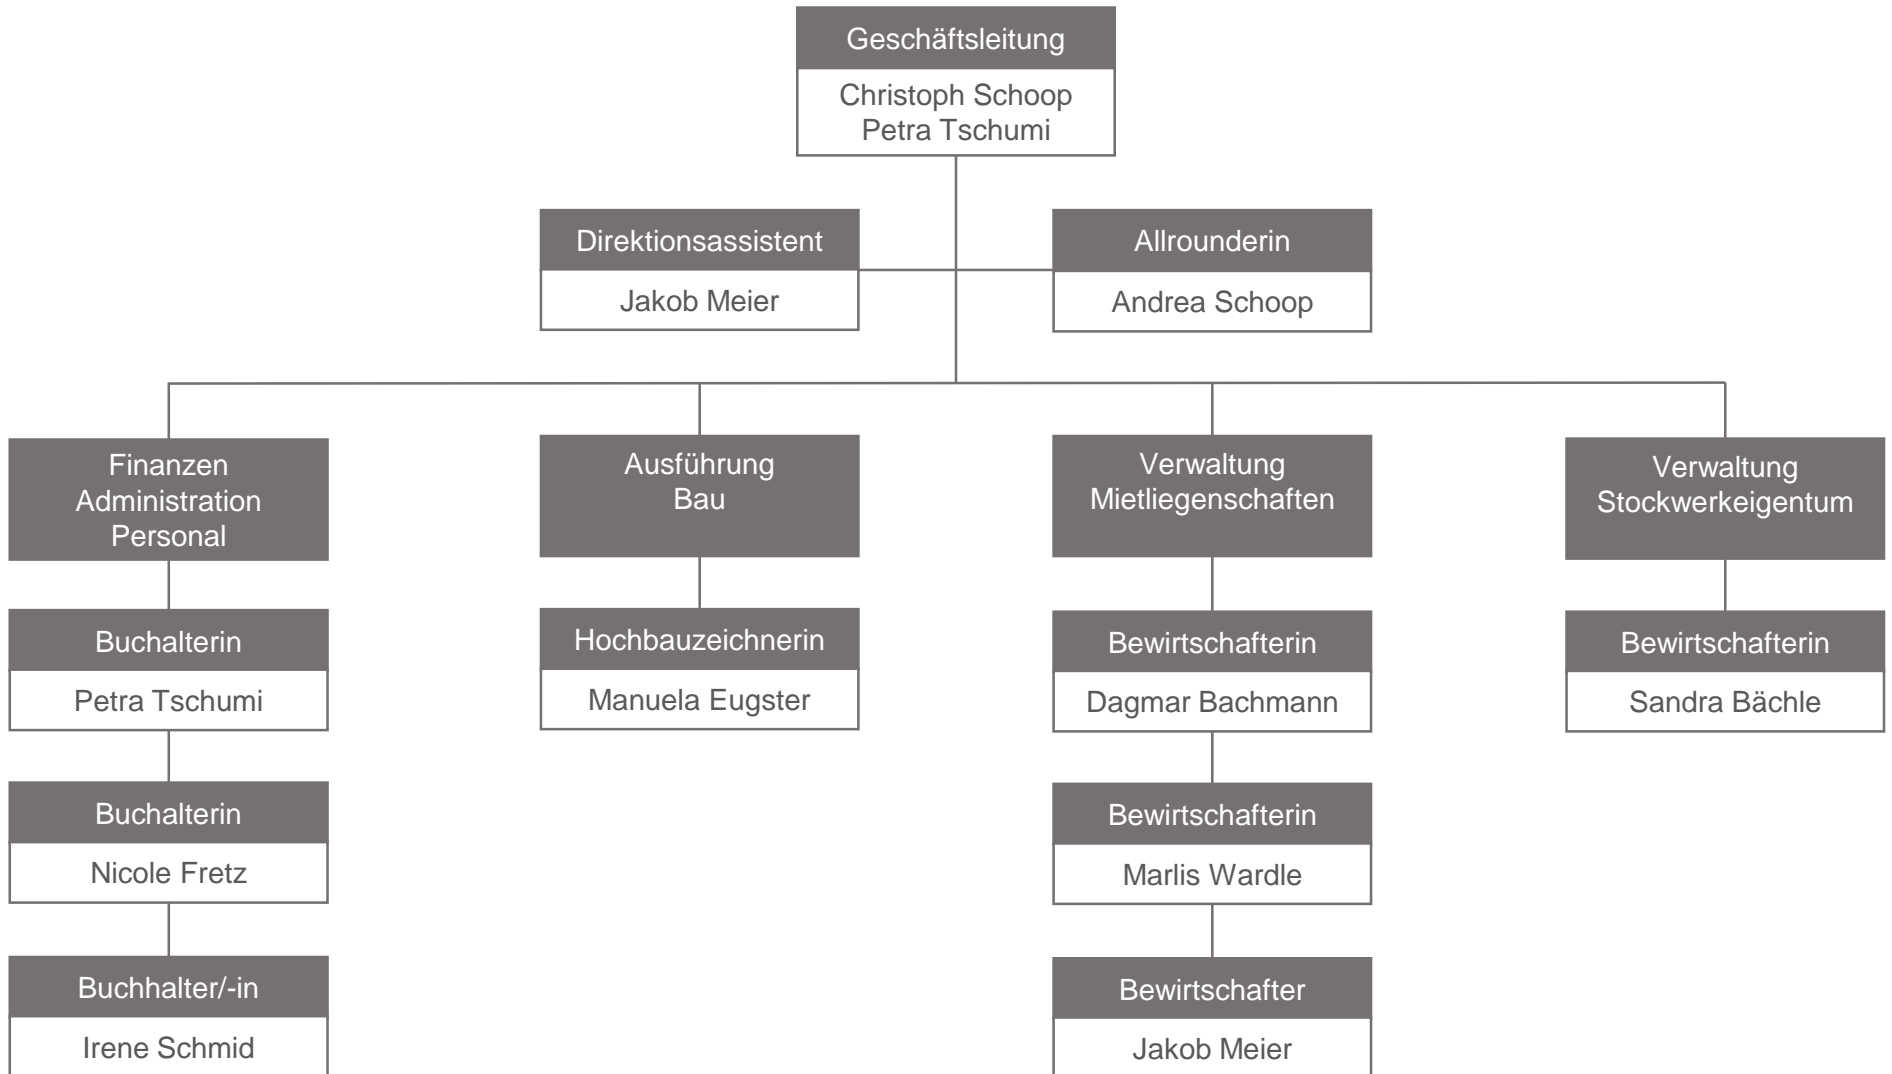 Geschäftsleitung
Christoph Schoop
Petra Tschumi
Direktionsassistent
Jakob Meier
Allrounderin
Andrea Schoop
Finanzen
Administration
Personal
Ausführung
Bau
Verwaltung
Mietliegenschaften
Verwaltung
Stockwerkeigentum
Buchalterin
Petra Tschumi
Hochbauzeichnerin
Manuela Eugster
Bewirtschafterin
Dagmar Bachmann
Bewirtschafterin
Sandra Bächle
Buchalterin
Nicole Fretz
Bewirtschafterin
Marlis Wardle
Buchhalter/-in
Irene Schmid
Bewirtschafter
Jakob Meier